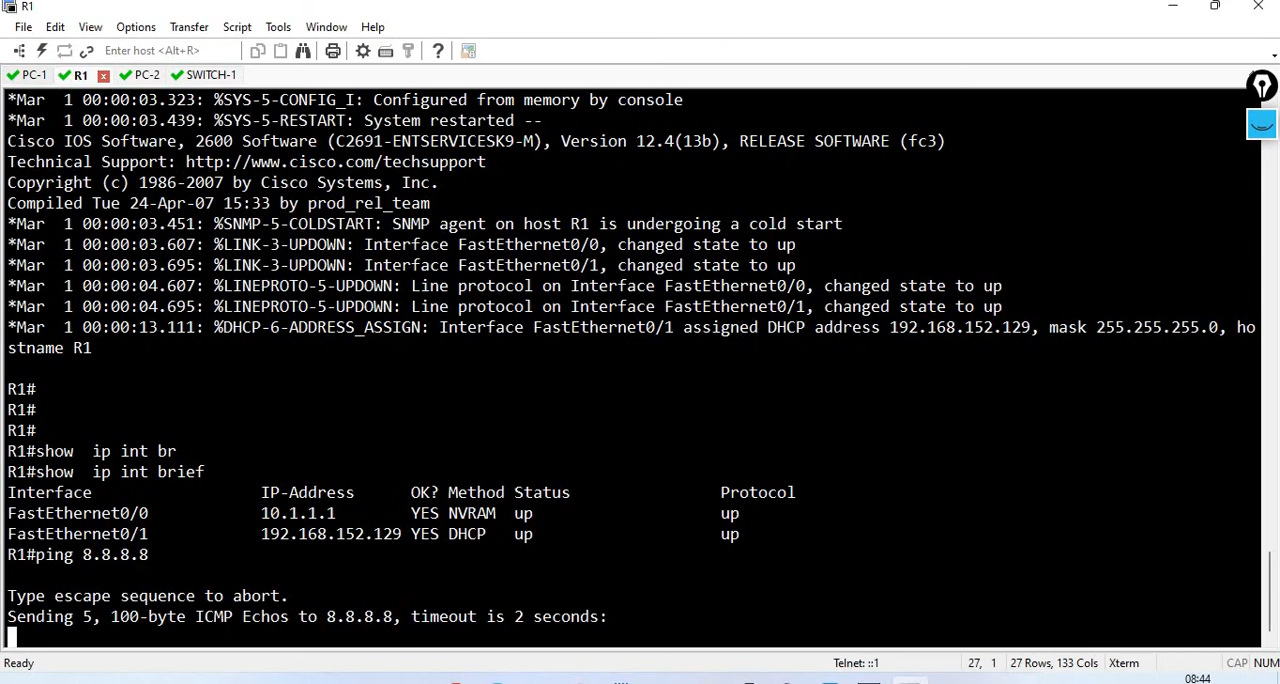 R1
File Edit View Options Transfer Script Tools Window Help
Enter host <Alt+R>
PC-1 R1 PC-2 SWITCH-1
*Mar  1 00:00:03.323: %SYS-5-CONFIG_I: Configured from memory by console
*Mar  1 00:00:03.439: %SYS-5-RESTART: System restarted --
Cisco IOS Software, 2600 Software (C2691-ENTSERVICESK9-M), Version 12.4(13b), RELEASE SOFTWARE (fc3)
Technical Support: http://www.cisco.com/techsupport
Copyright (c) 1986-2007 by Cisco Systems, Inc.
Compiled Tue 24-Apr-07 15:33 by prod_rel_team
*Mar  1 00:00:03.451: %SNMP-5-COLDSTART: SNMP agent on host R1 is undergoing a cold start
*Mar  1 00:00:03.607: %LINK-3-UPDOWN: Interface FastEthernet0/0, changed state to up
*Mar  1 00:00:03.695: %LINK-3-UPDOWN: Interface FastEthernet0/1, changed state to up
*Mar  1 00:00:04.607: %LINEPROTO-5-UPDOWN: Line protocol on Interface FastEthernet0/0, changed state to up
*Mar  1 00:00:04.695: %LINEPROTO-5-UPDOWN: Line protocol on Interface FastEthernet0/1, changed state to up
*Mar  1 00:00:13.111: %DHCP-6-ADDRESS_ASSIGN: Interface FastEthernet0/1 assigned DHCP address 192.168.152.129, mask 255.255.255.0, ho
stname R1
R1#
R1#
R1#
R1#show  ip int br
R1#show  ip int brief
Interface                  IP-Address      OK? Method Status                Protocol
FastEthernet0/0            10.1.1.1        YES NVRAM  up                    up
FastEthernet0/1            192.168.152.129 YES DHCP   up                    up
R1#ping 8.8.8.8
Type escape sequence to abort.
Sending 5, 100-byte ICMP Echos to 8.8.8.8, timeout is 2 seconds:
Ready Telnet: ::1 27, 1 27 Rows, 133 Cols Xterm CAP NUM
08:44